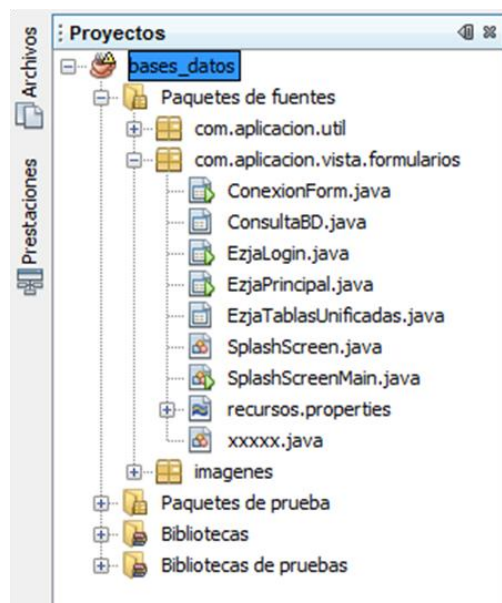 Archivos
Prestaciones
Proyectos
bases_datos
Paquetes de fuentes
com.aplicacion.util
com.aplicacion.vista.formularios
ConexionForm.java
ConsultaBD.java
EzjaLogin.java
EzjaPrincipal.java
EzjaTablasUnificadas.java
SplashScreen.java
SplashScreenMain.java
recursos.properties
xxxxx.java
imagenes
Paquetes de prueba
Bibliotecas
Bibliotecas de pruebas